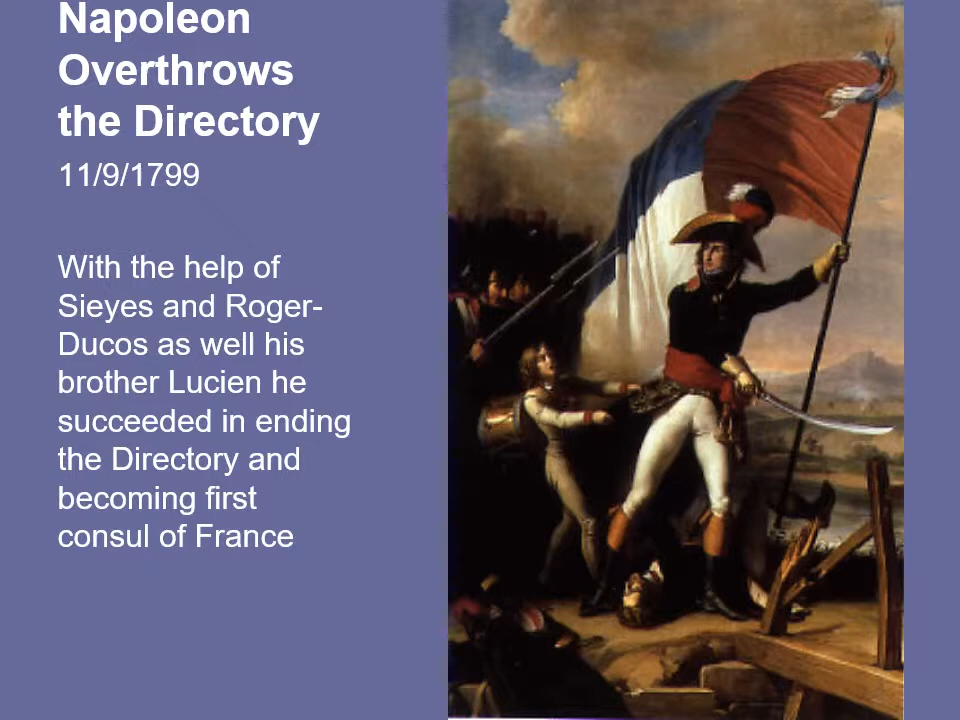 Napoleon
Overthrows
the Directory
11/9/1799
With the help of
Sieyes and Roger-
Ducos as well his
brother Lucien he
succeeded in ending
the Directory and
becoming first
consul of France